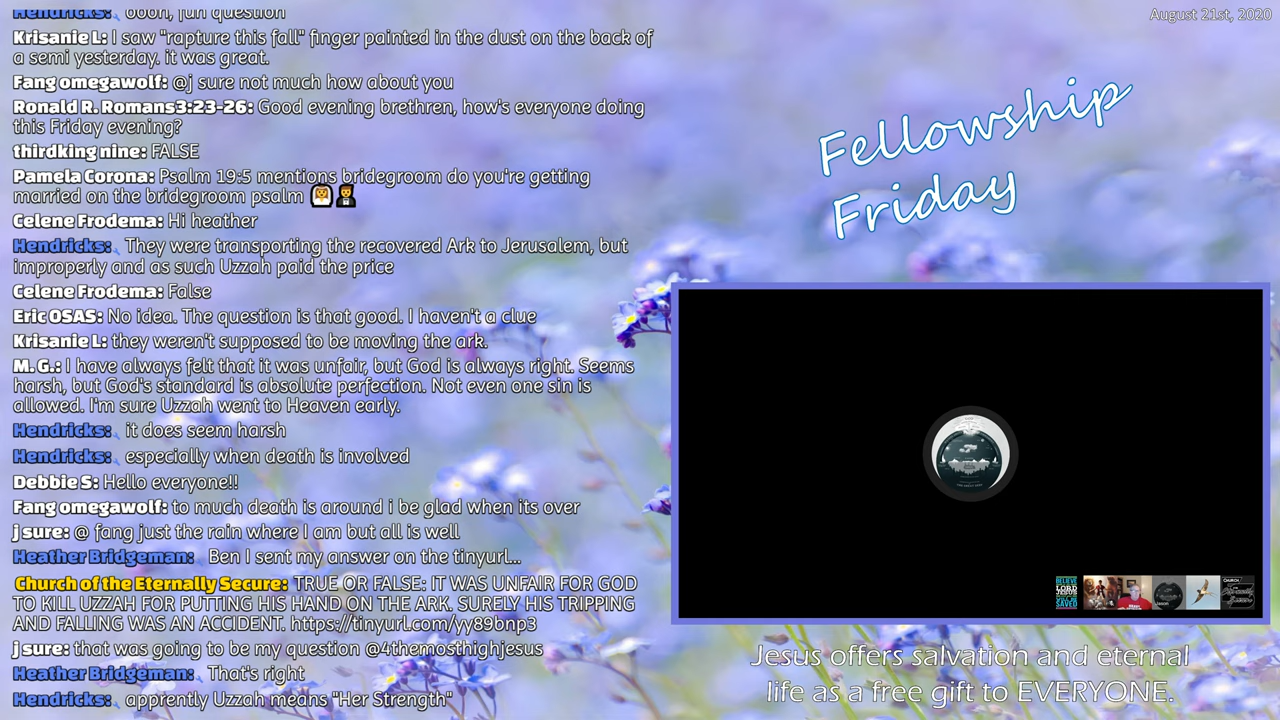 Hendricks: oooh, fun question
August 21st, 2020
Krisanie L: I saw "rapture this fall" finger painted in the dust on the back of
a semi yesterday. it was great.
Fang omegawolf: @j sure not much how about you
Ronald R. Romans3:23-26: Good evening brethren, how's everyone doing
this Friday evening?
thirdking nine: FALSE
Pamela Corona: Psalm 19:5 mentions bridegroom do you're getting
married on the bridegroom psalm 👰🤵
Celene Frodema: Hi heather
Hendricks: They were transporting the recovered Ark to Jerusalem, but
improperly and as such Uzzah paid the price
Celene Frodema: False
Eric OSAS: No idea. The question is that good. I haven't a clue
Krisanie L: they weren't supposed to be moving the ark.
M. G.: I have always felt that it was unfair, but God is always right. Seems
harsh, but God's standard is absolute perfection. Not even one sin is
allowed. I'm sure Uzzah went to Heaven early.
Hendricks: it does seem harsh
Hendricks: especially when death is involved
Debbie S: Hello everyone!!
Fang omegawolf: to much death is around i be glad when its over
j sure: @ fang just the rain where I am but all is well
Heather Bridgeman: Ben I sent my answer on the tinyurl...
Church of the Eternally Secure: TRUE OR FALSE: IT WAS UNFAIR FOR GOD
TO KILL UZZAH FOR PUTTING HIS HAND ON THE ARK. SURELY HIS TRIPPING
AND FALLING WAS AN ACCIDENT. https://tinyurl.com/yy89bnp3
j sure: that was going to be my question @4themosthighjesus
Heather Bridgeman: That's right
Hendricks: apparently Uzzah means "Her Strength"
Fellowship
Friday
BELIEVE
LORD
JESUS
SAVED
Jason
CHURCH
Jesus offers salvation and eternal
life as a free gift to EVERYONE.